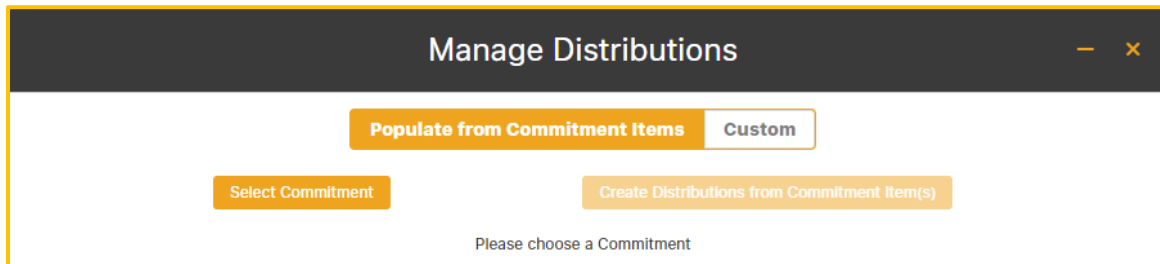 Manage Distributions
Populate from Commitment Items Custom
Select Commitment Create Distributions from Commitment Item(s)
Please choose a Commitment